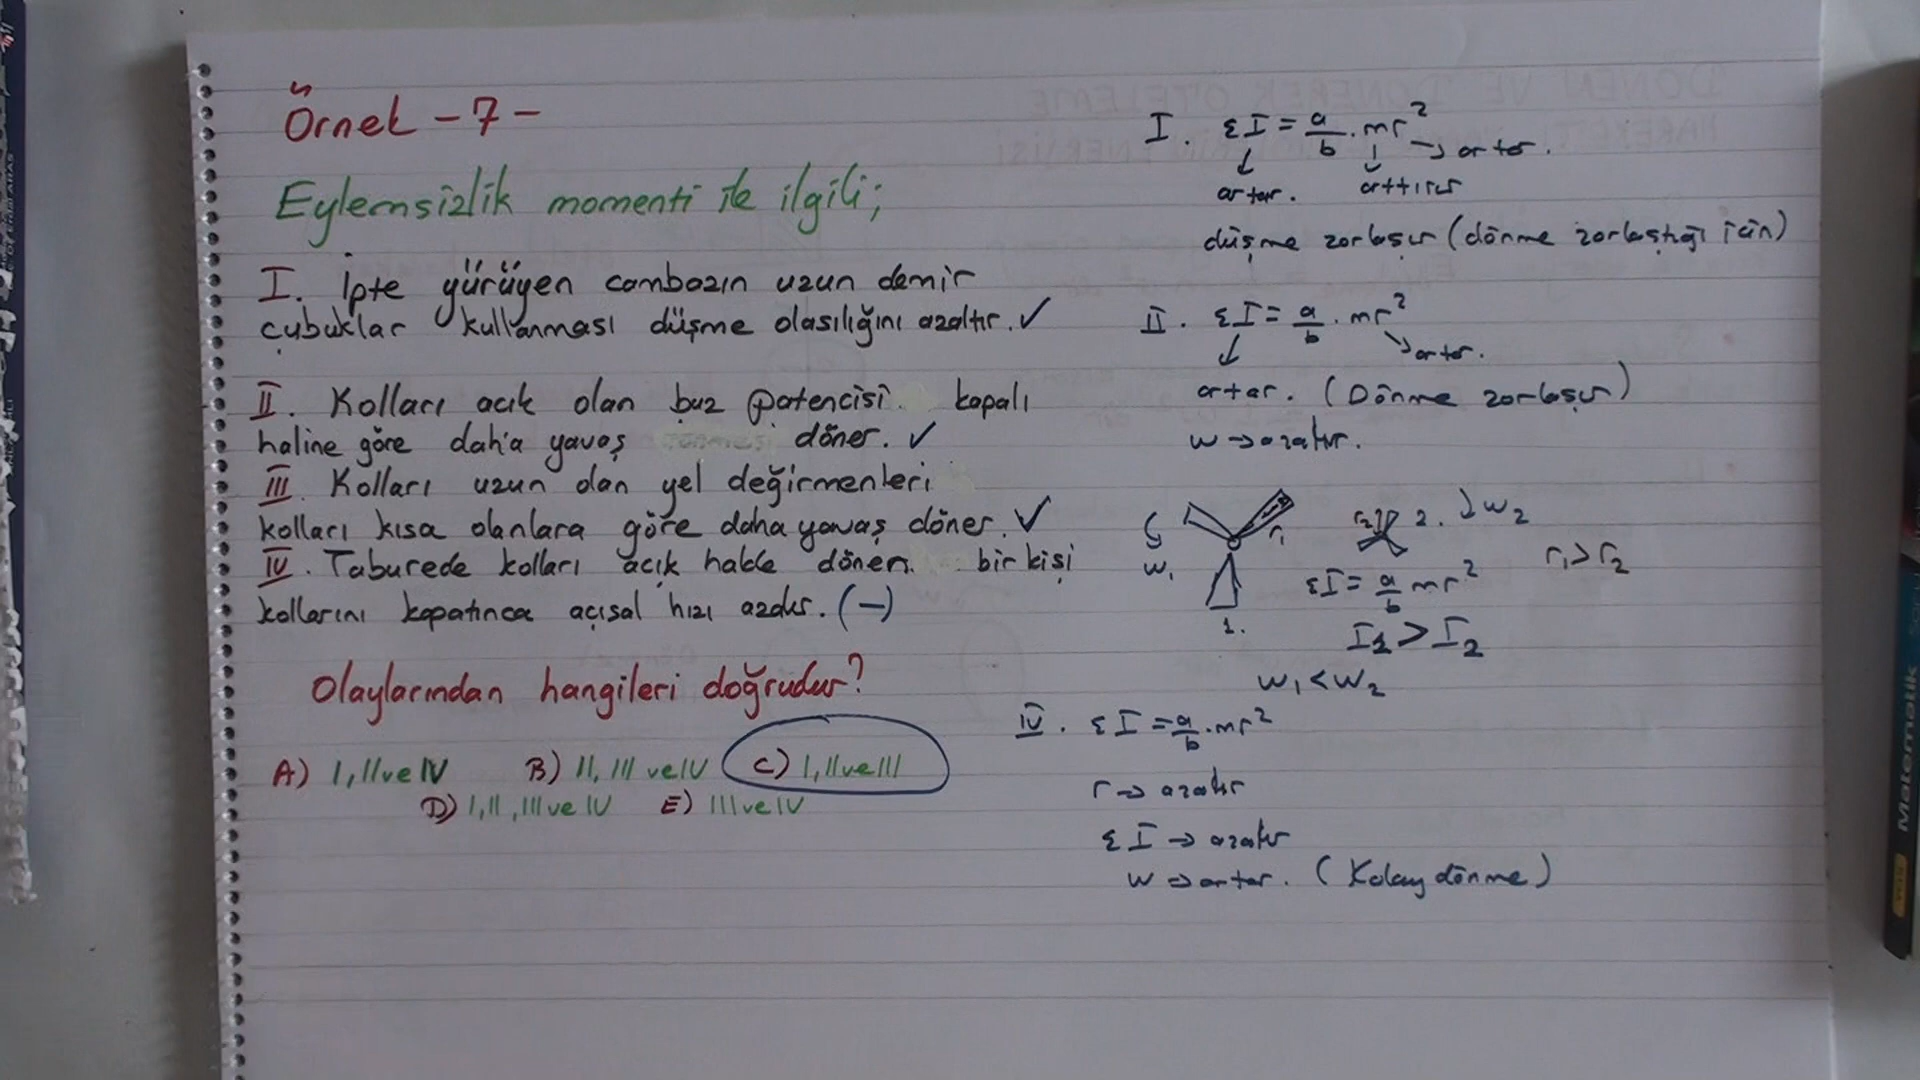 Örnek - 7 -
Eylemsizlik momenti ile ilgili;
I. İpte yürüyen cambazın uzun demir
çubuklar kullanması düşme olasılığını azaltır. ✓
II. Kolları açık olan buz patencisi kapalı
haline göre daha yavaş döner. ✓
III. Kolları uzun olan yel değirmenleri
kolları kısa olanlara göre daha yavaş döner. ✓
IV. Taburede kolları açık halde dönen bir kişi
kollarını kapatınca açısal hızı azalır. (-)
Olaylarından hangileri doğrudur?
A) I, II ve IV B) II, III ve IV C) I, II ve III
D) I, II, III ve IV E) III ve IV
I. ΣI = a/b . mr² → artar.
↓ artar. ↓ arttırır
düşme zorlaşır (dönme zorlaştığı için)
II. ΣI = a/b . mr²
↓ ↘ artar.
artar. (Dönme zorlaşır)
w → azalır.
r₁ r₂ 2. ↓w₂
w₁ r₁ > r₂
ΣI = a/b mr²
1. I₁ > I₂
w₁ < w₂
IV. ΣI = a/b . mr²
r → azalır
ΣI → azalır
w → artar. (Kolay dönme)
Matematik